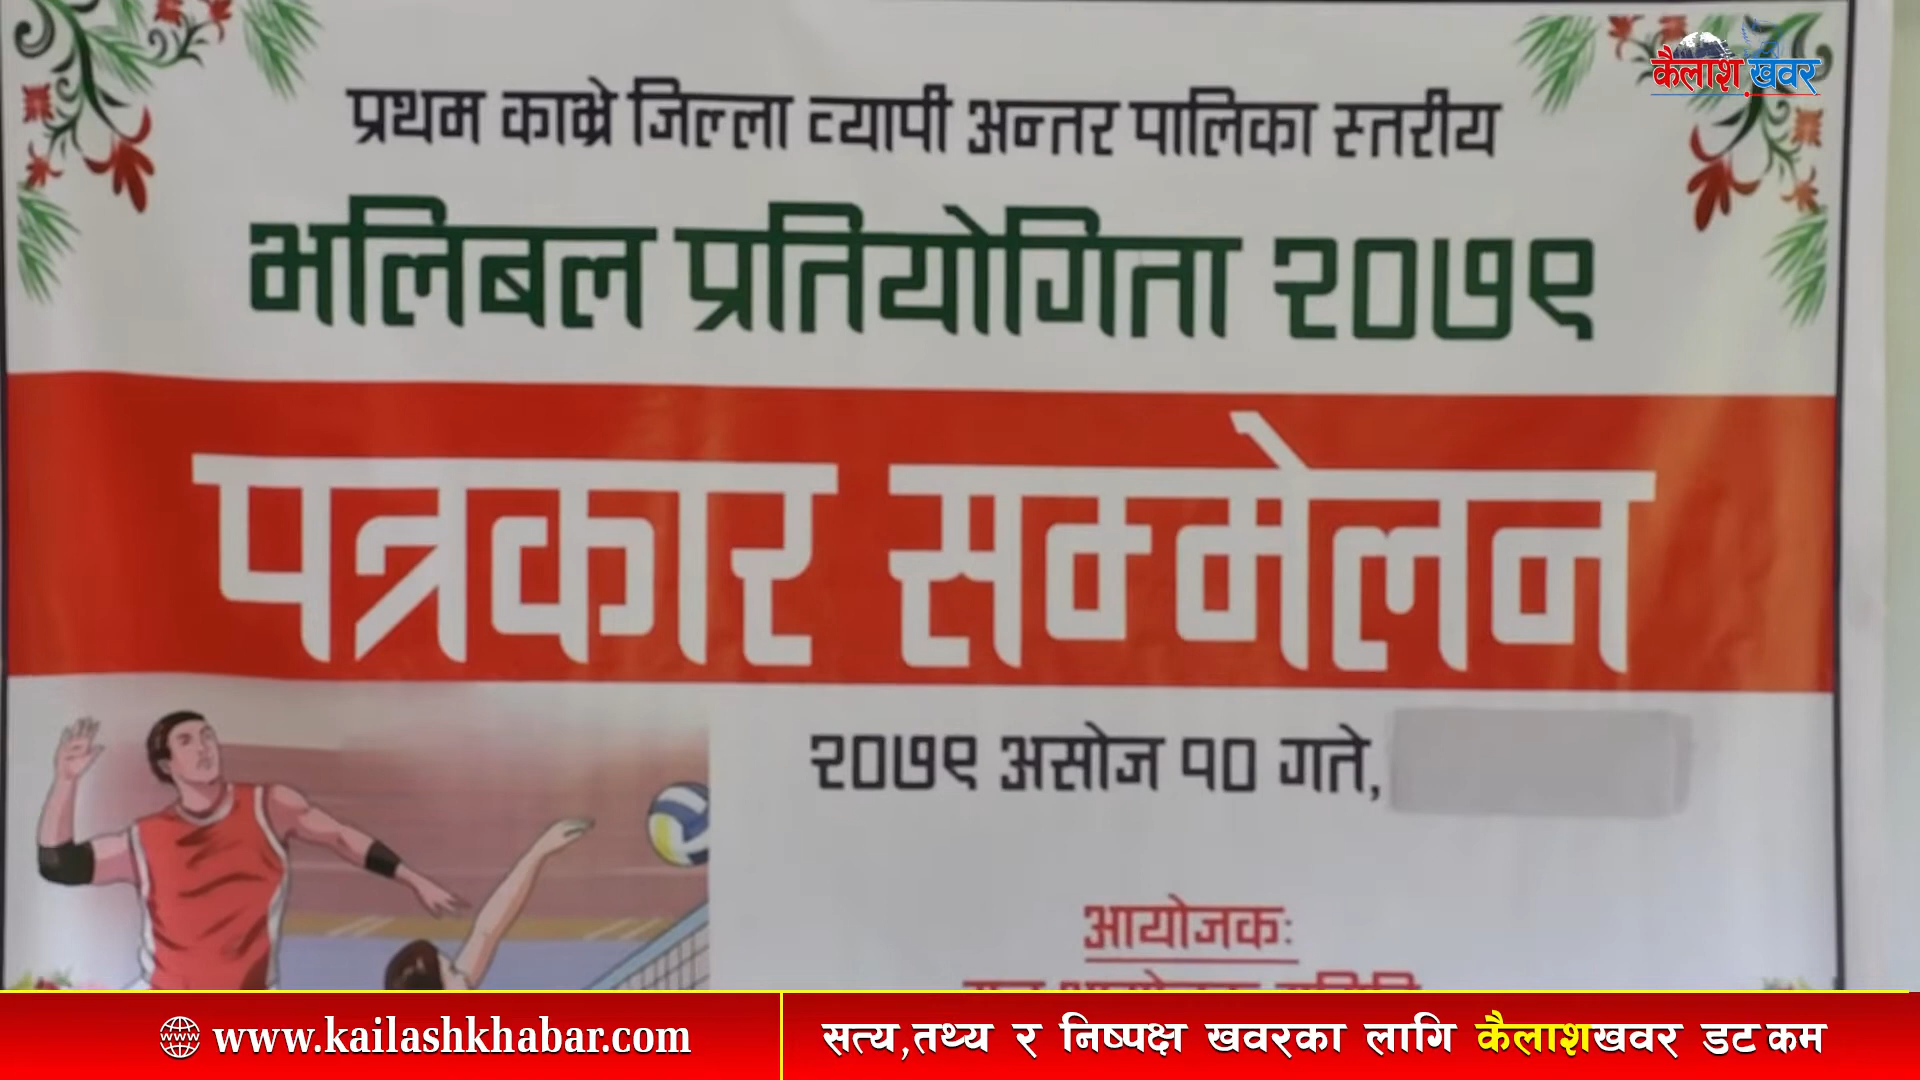 कैलाश खवर
प्रथम काभ्रे जिल्ला व्यापी अन्तर पालिका स्तरीय
भलिबल प्रतियोगिता २०७९
पत्रकार सम्मेलन
२०७९ असोज १० गते,
आयोजकः
www.kailashkhabar.com
सत्य,तथ्य र निष्पक्ष खवरका लागि कैलाशखवर डट कम